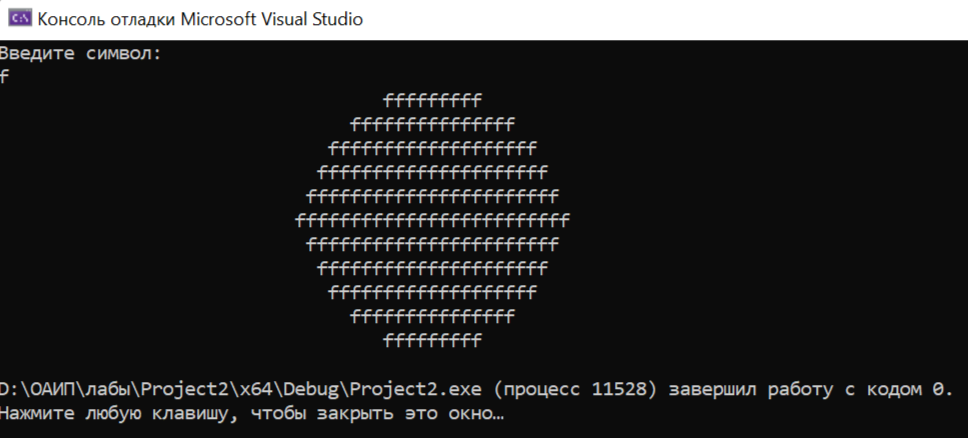 C:\ Консоль отладки Microsoft Visual Studio
Введите символ:
f
fffffffff
fffffffffffffff
fffffffffffffffffff
fffffffffffffffffffff
fffffffffffffffffffffff
fffffffffffffffffffffffff
fffffffffffffffffffffff
fffffffffffffffffffff
fffffffffffffffffff
fffffffffffffff
fffffffff
D:\ОАИП\лабы\Project2\x64\Debug\Project2.exe (процесс 11528) завершил работу с кодом 0.
Нажмите любую клавишу, чтобы закрыть это окно…